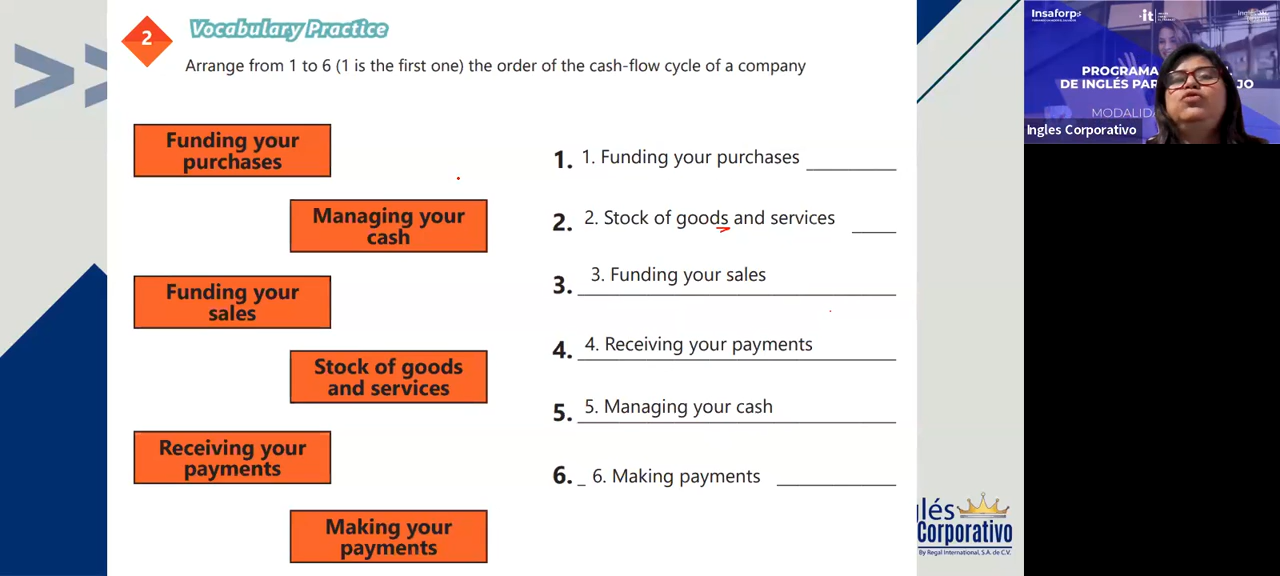 2
Vocabulary Practice
Arrange from 1 to 6 (1 is the first one) the order of the cash-flow cycle of a company
Funding your
purchases
Managing your
cash
Funding your
sales
Stock of goods
and services
Receiving your
payments
Making your
payments
1. 1. Funding your purchases
2. 2. Stock of goods and services
3. 3. Funding your sales
4. 4. Receiving your payments
5. 5. Managing your cash
6. 6. Making payments
glés
Corporativo
By Regal International, S.A. de C.V.
Insaforp
it
PROGRAMA
DE INGLÉS PAR JO
MODALIDA
Ingles Corporativo